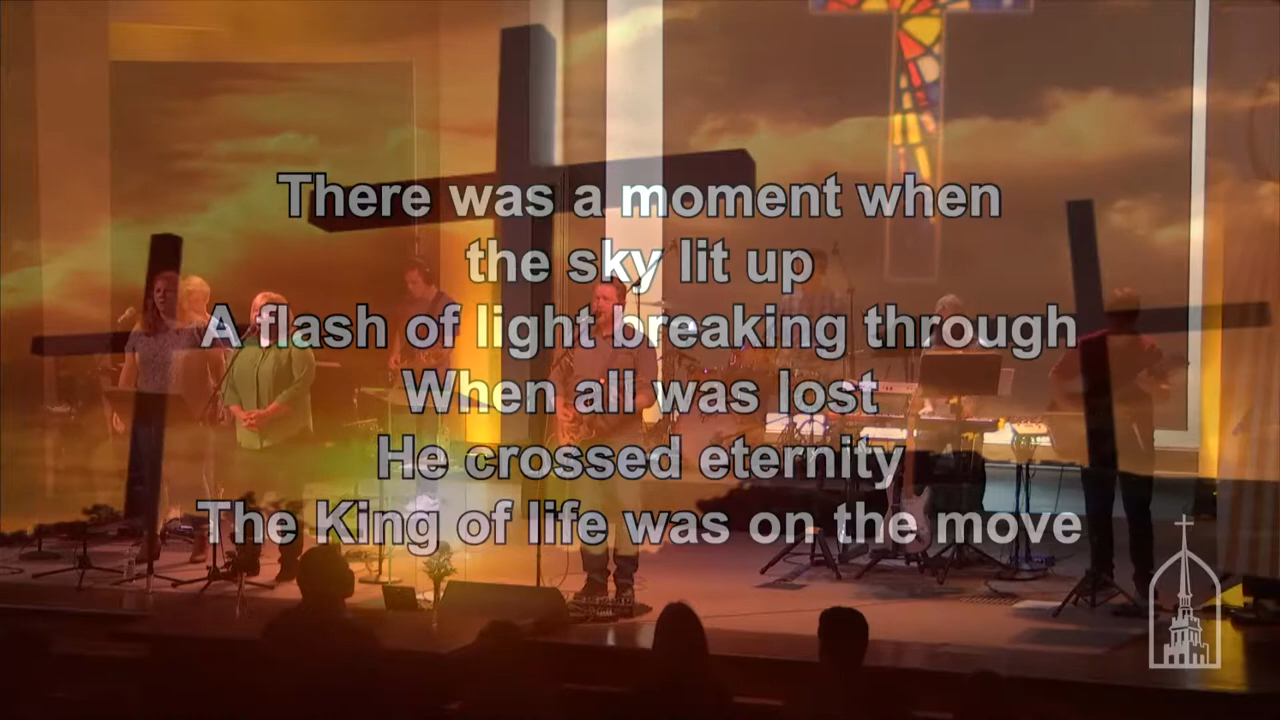 There was a moment when
the sky lit up
A flash of light breaking through
When all was lost
He crossed eternity
The King of life was on the move